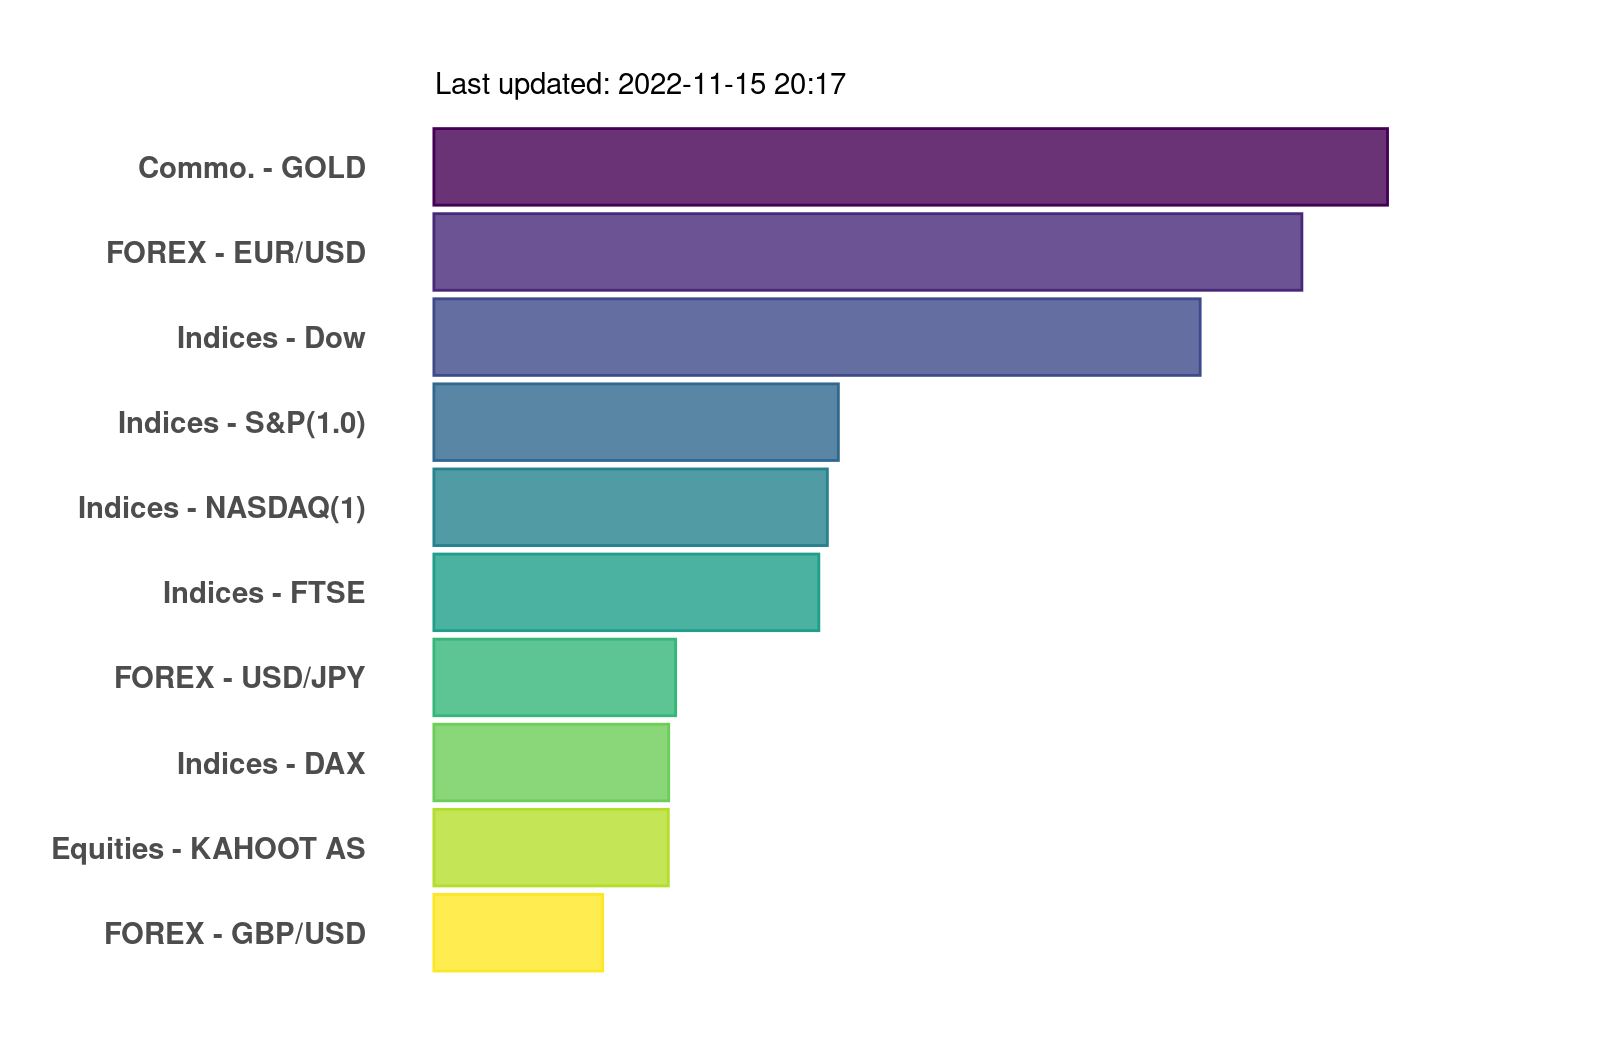 Last updated: 2022-11-15 20:17
Commo. - GOLD
FOREX - EUR/USD
Indices - Dow
Indices - S&P(1.0)
Indices - NASDAQ(1)
Indices - FTSE
FOREX - USD/JPY
Indices - DAX
Equities - KAHOOT AS
FOREX - GBP/USD